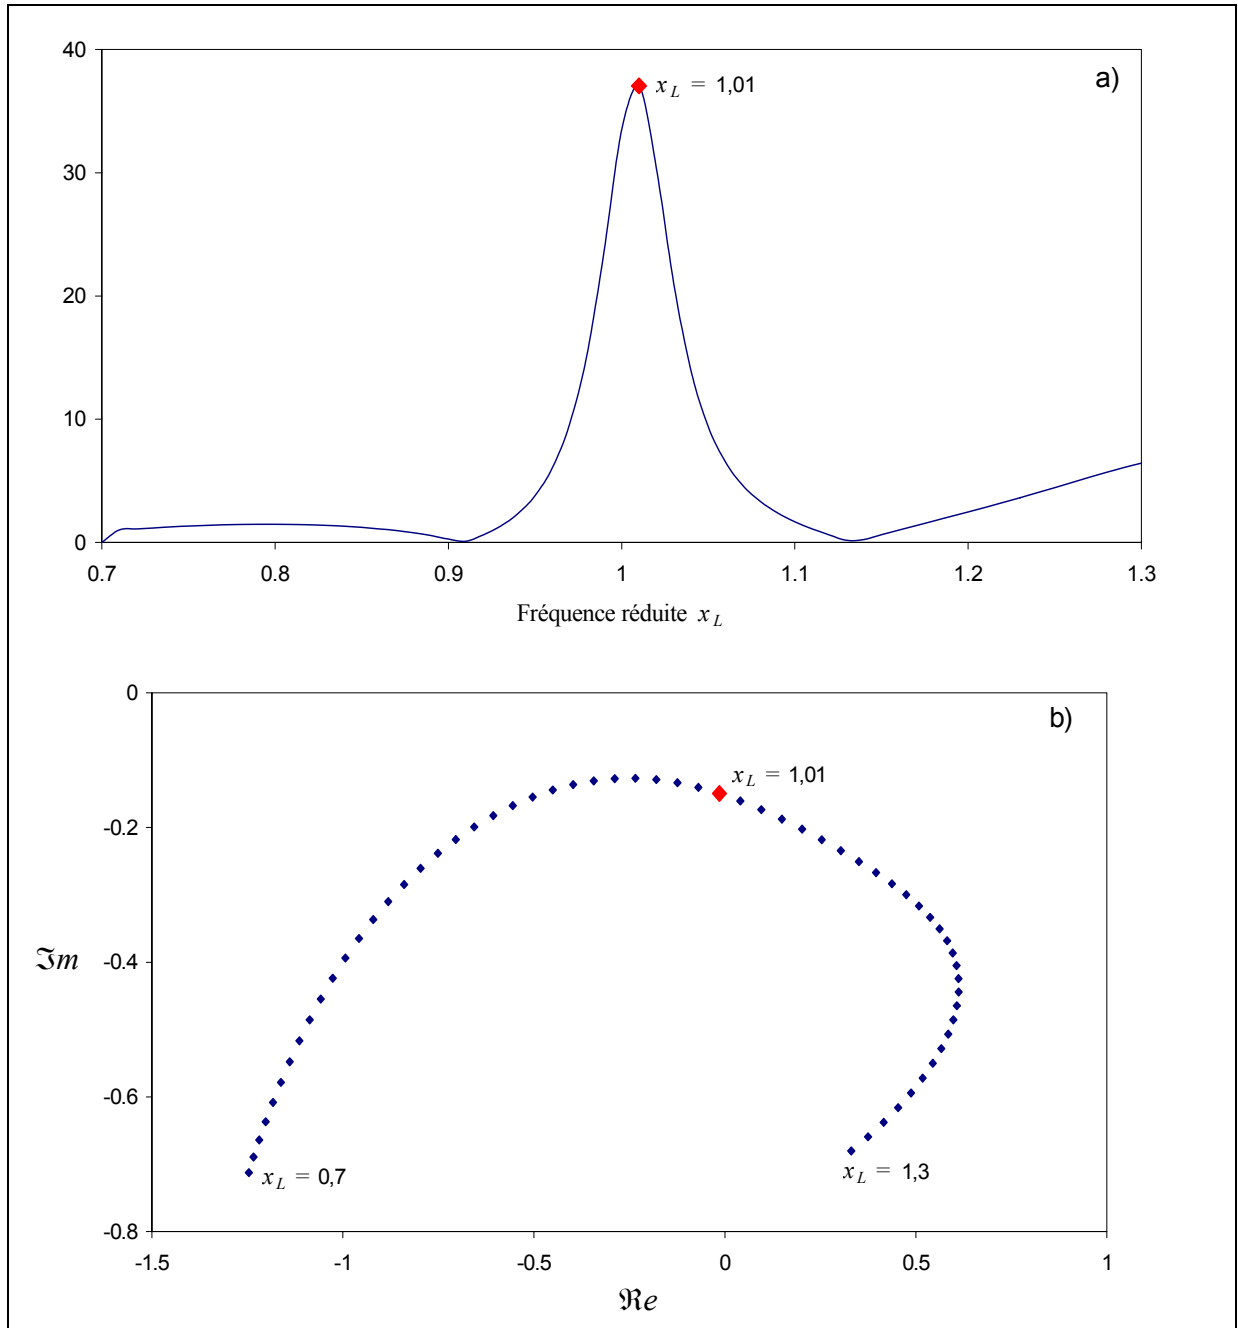 40
a)
x_L = 1,01
30
20
10
0
0.7 0.8 0.9 1 1.1 1.2 1.3
Fréquence réduite x_L
0
b)
x_L = 1,01
-0.2
ℑm -0.4
-0.6
x_L = 0,7
x_L = 1,3
-0.8
-1.5 -1 -0.5 0 0.5 1
ℜe